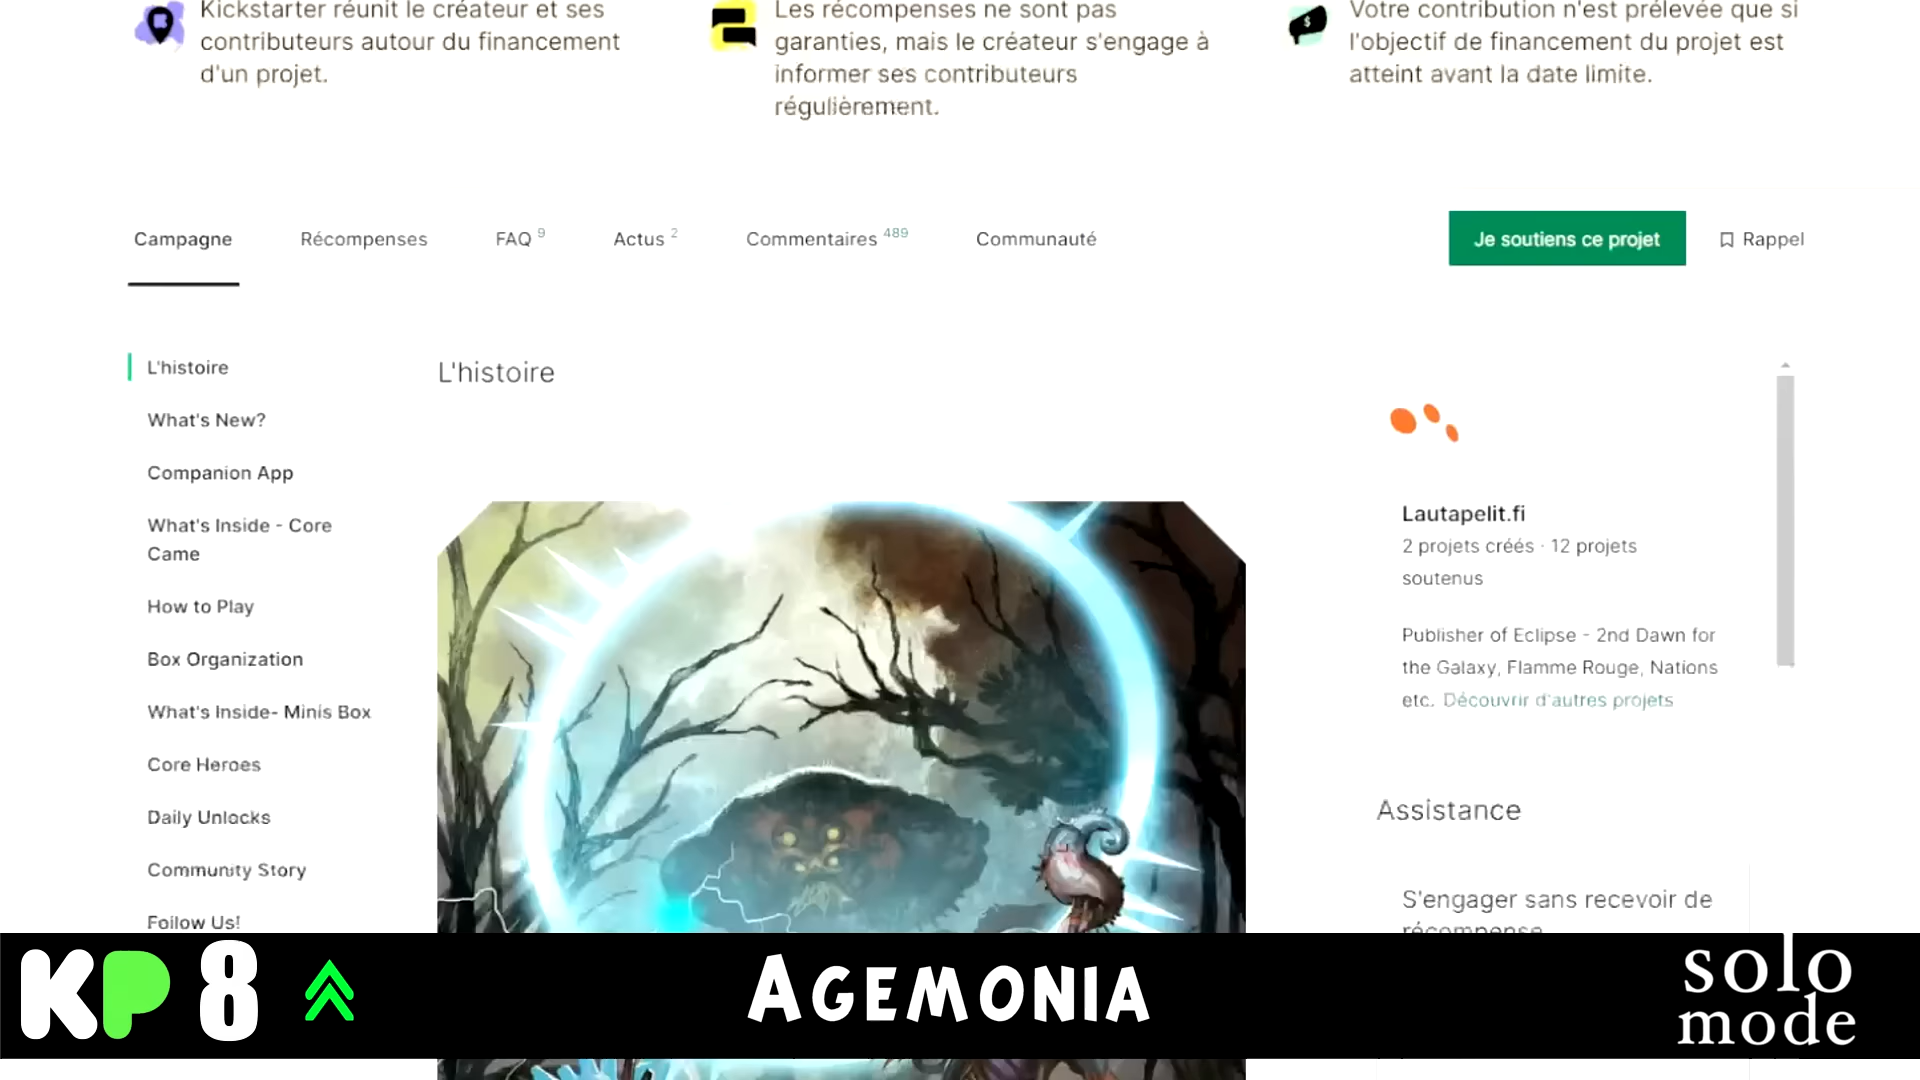 Kickstarter réunit le créateur et ses
contributeurs autour du financement
d'un projet.
Les récompenses ne sont pas
garanties, mais le créateur s'engage à
informer ses contributeurs
régulièrement.
Votre contribution n'est prélevée que si
l'objectif de financement du projet est
atteint avant la date limite.
Campagne
Récompenses
FAQ 9
Actus 2
Commentaires 489
Communauté
Je soutiens ce projet
Rappel
L'histoire
What's New?
Companion App
What's Inside - Core
Came
How to Play
Box Organization
What's Inside- Minis Box
Core Heroes
Daily Unlocks
Community Story
Follow Us!
L'histoire
Lautapelit.fi
2 projets créés · 12 projets
soutenus
Publisher of Eclipse - 2nd Dawn for
the Galaxy, Flamme Rouge, Nations
etc. Découvrir d'autres projets
Assistance
S'engager sans recevoir de
récompense
KP 8
AGEMONIA
solo
mode